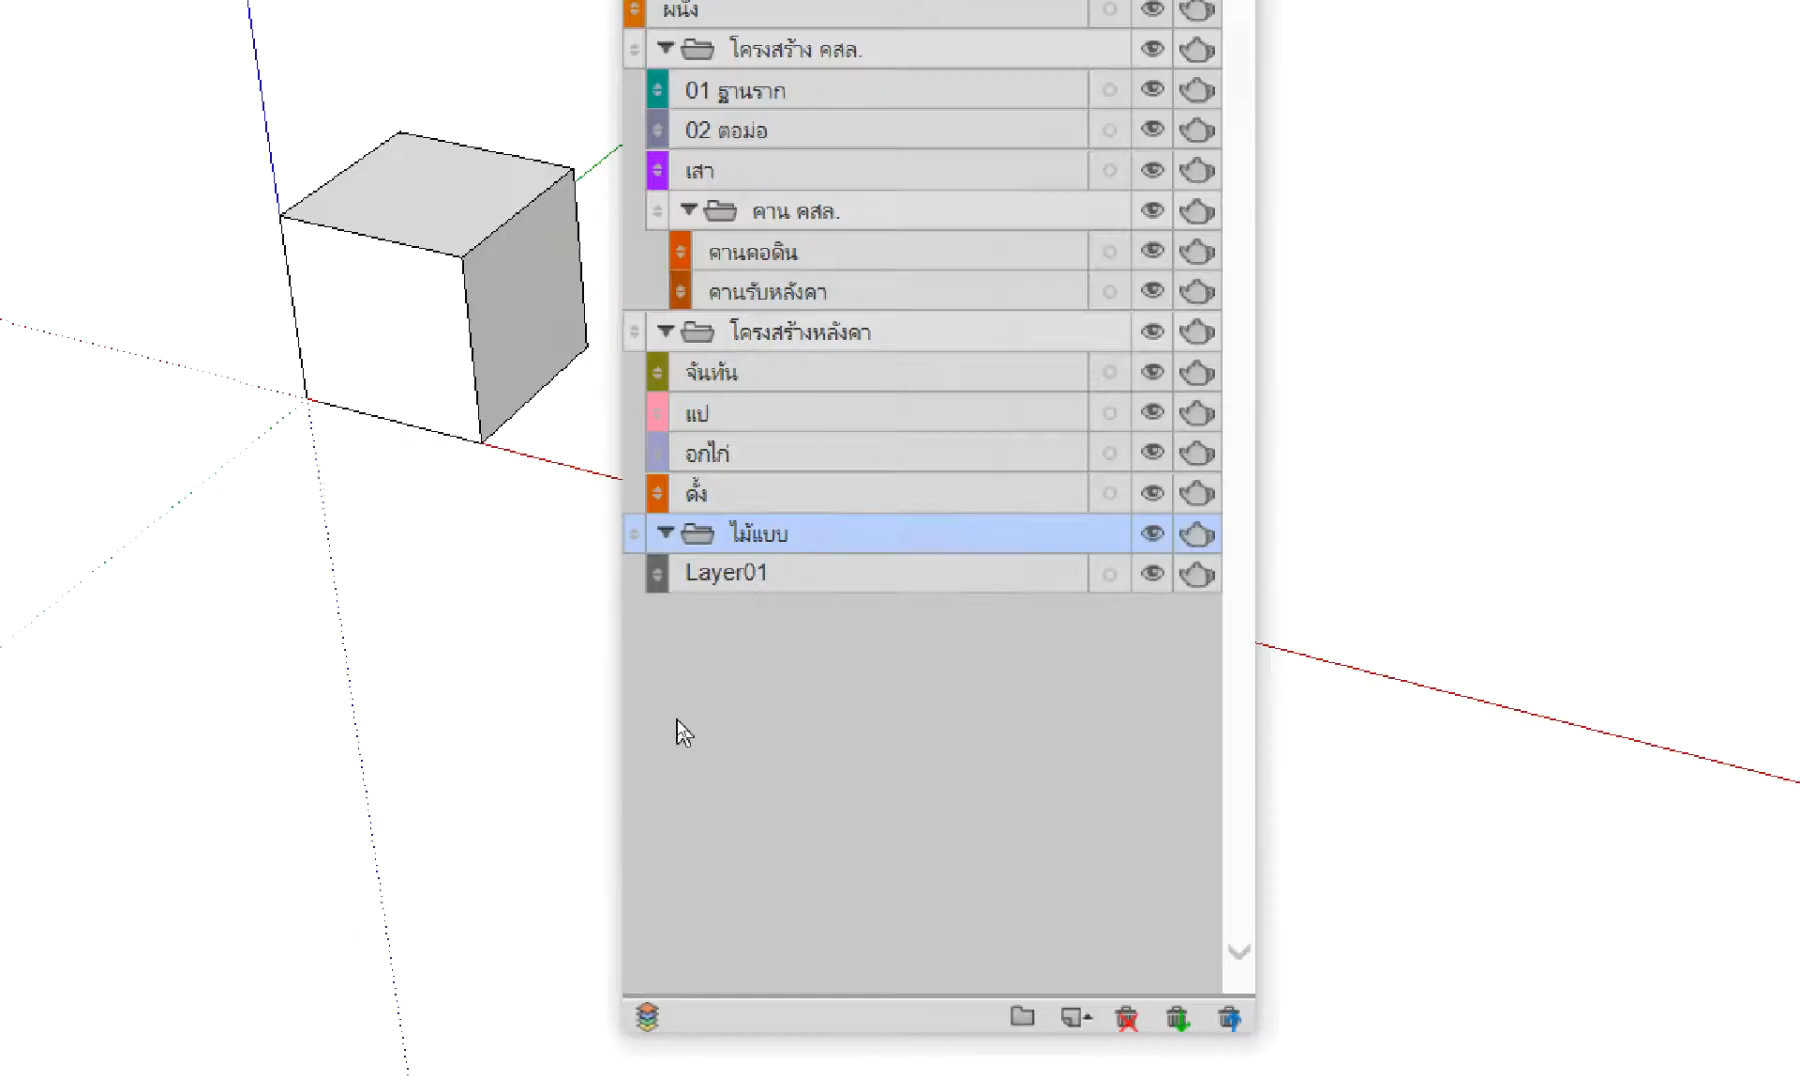 ผนัง
โครงสร้าง คสล.
01 ฐานราก
02 ตอม่อ
เสา
คาน คสล.
คานคอดิน
คานรับหลังคา
โครงสร้างหลังคา
จันทัน
แป
อกไก่
ดั้ง
ไม้แบบ
Layer01